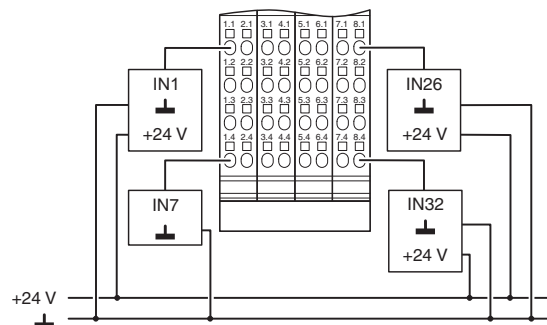 1.1 2.1 3.1 4.1 5.1 6.1 7.1 8.1
1.2 2.2 3.2 4.2 5.2 6.2 7.2 8.2
1.3 2.3 3.3 4.3 5.3 6.3 7.3 8.3
1.4 2.4 3.4 4.4 5.4 6.4 7.4 8.4
IN1
+24 V
IN7
IN26
+24 V
IN32
+24 V
+24 V